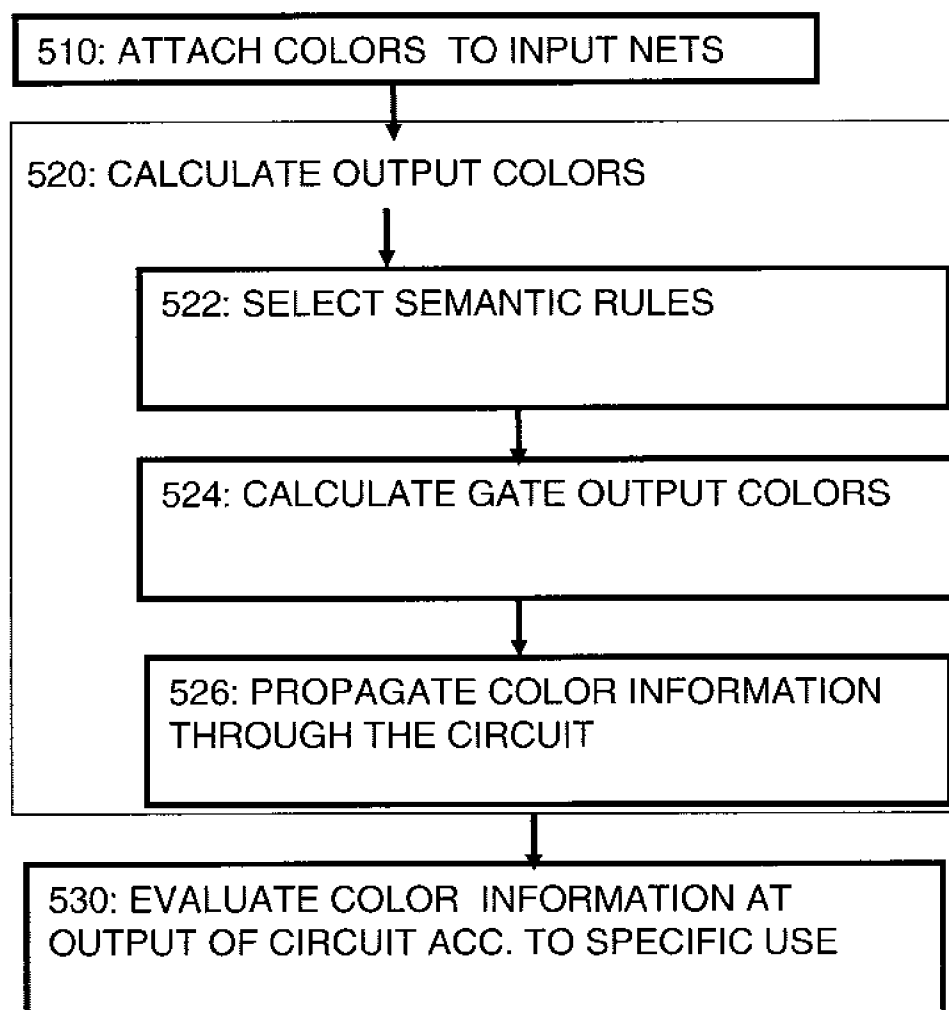 510: ATTACH COLORS TO INPUT NETS
520: CALCULATE OUTPUT COLORS
522: SELECT SEMANTIC RULES
524: CALCULATE GATE OUTPUT COLORS
526: PROPAGATE COLOR INFORMATION
THROUGH THE CIRCUIT
530: EVALUATE COLOR INFORMATION AT
OUTPUT OF CIRCUIT ACC. TO SPECIFIC USE